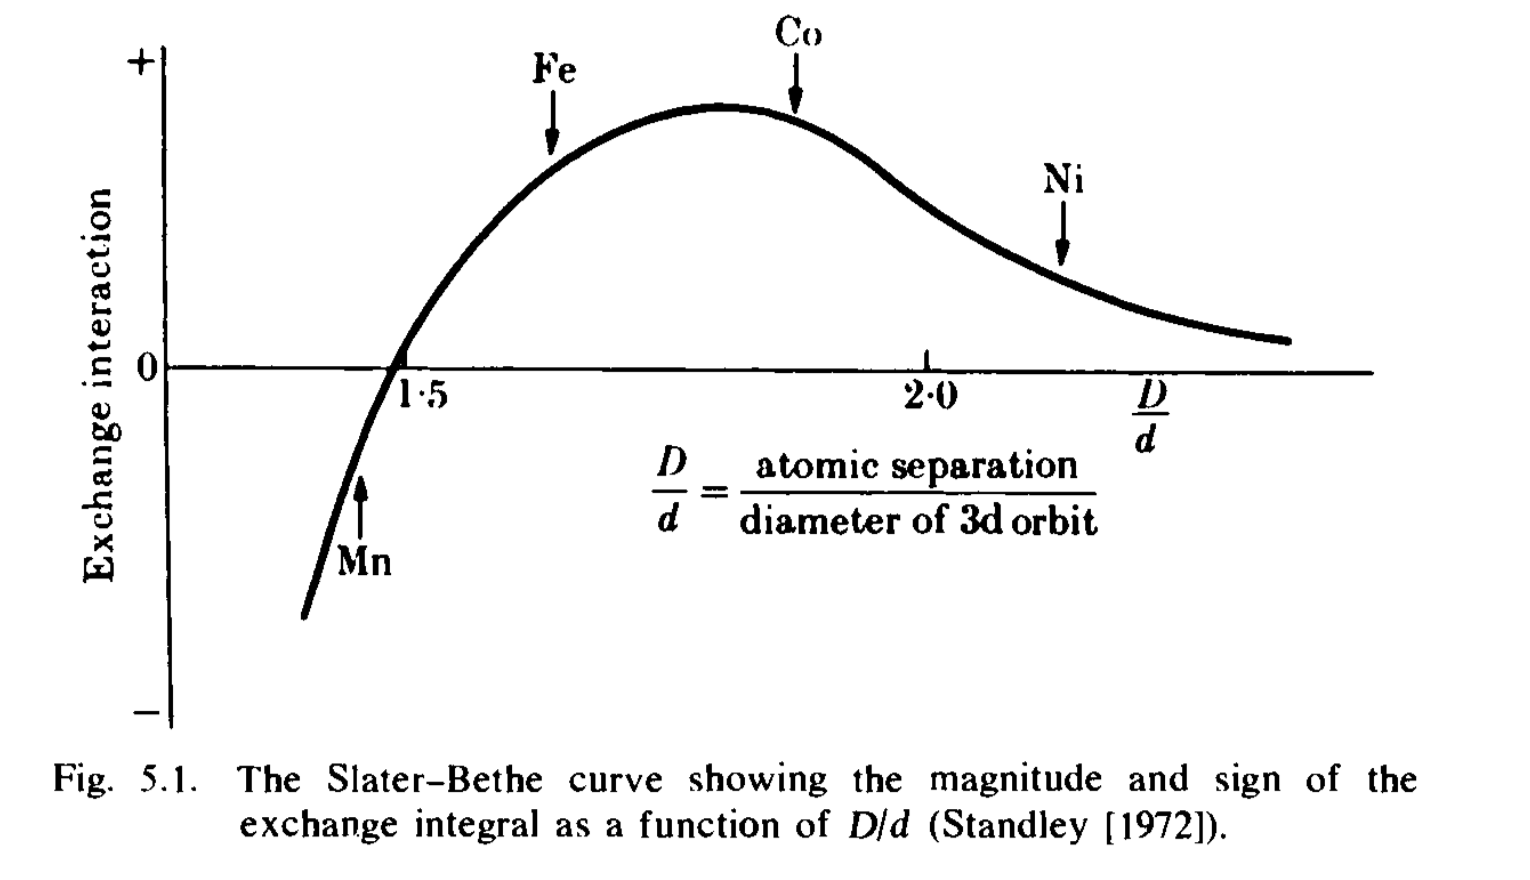 Co
+
Fe
Ni
Exchange interaction
0
1·5
2·0
D/d
D/d = atomic separation / diameter of 3d orbit
Mn
−
Fig. 5.1. The Slater–Bethe curve showing the magnitude and sign of the
exchange integral as a function of D/d (Standley [1972]).